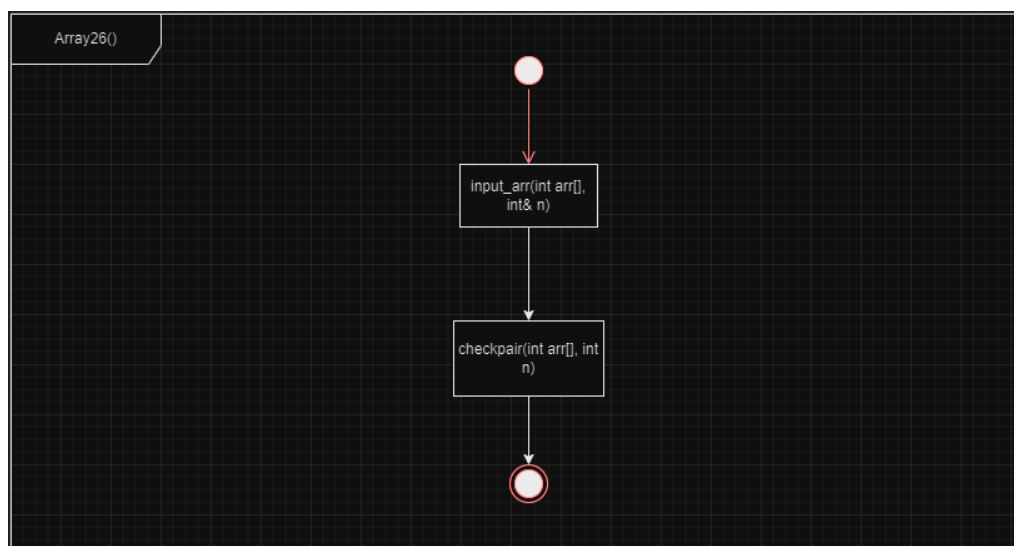 Array26()
input_arr(int arr[],
int& n)
checkpair(int arr[], int
n)